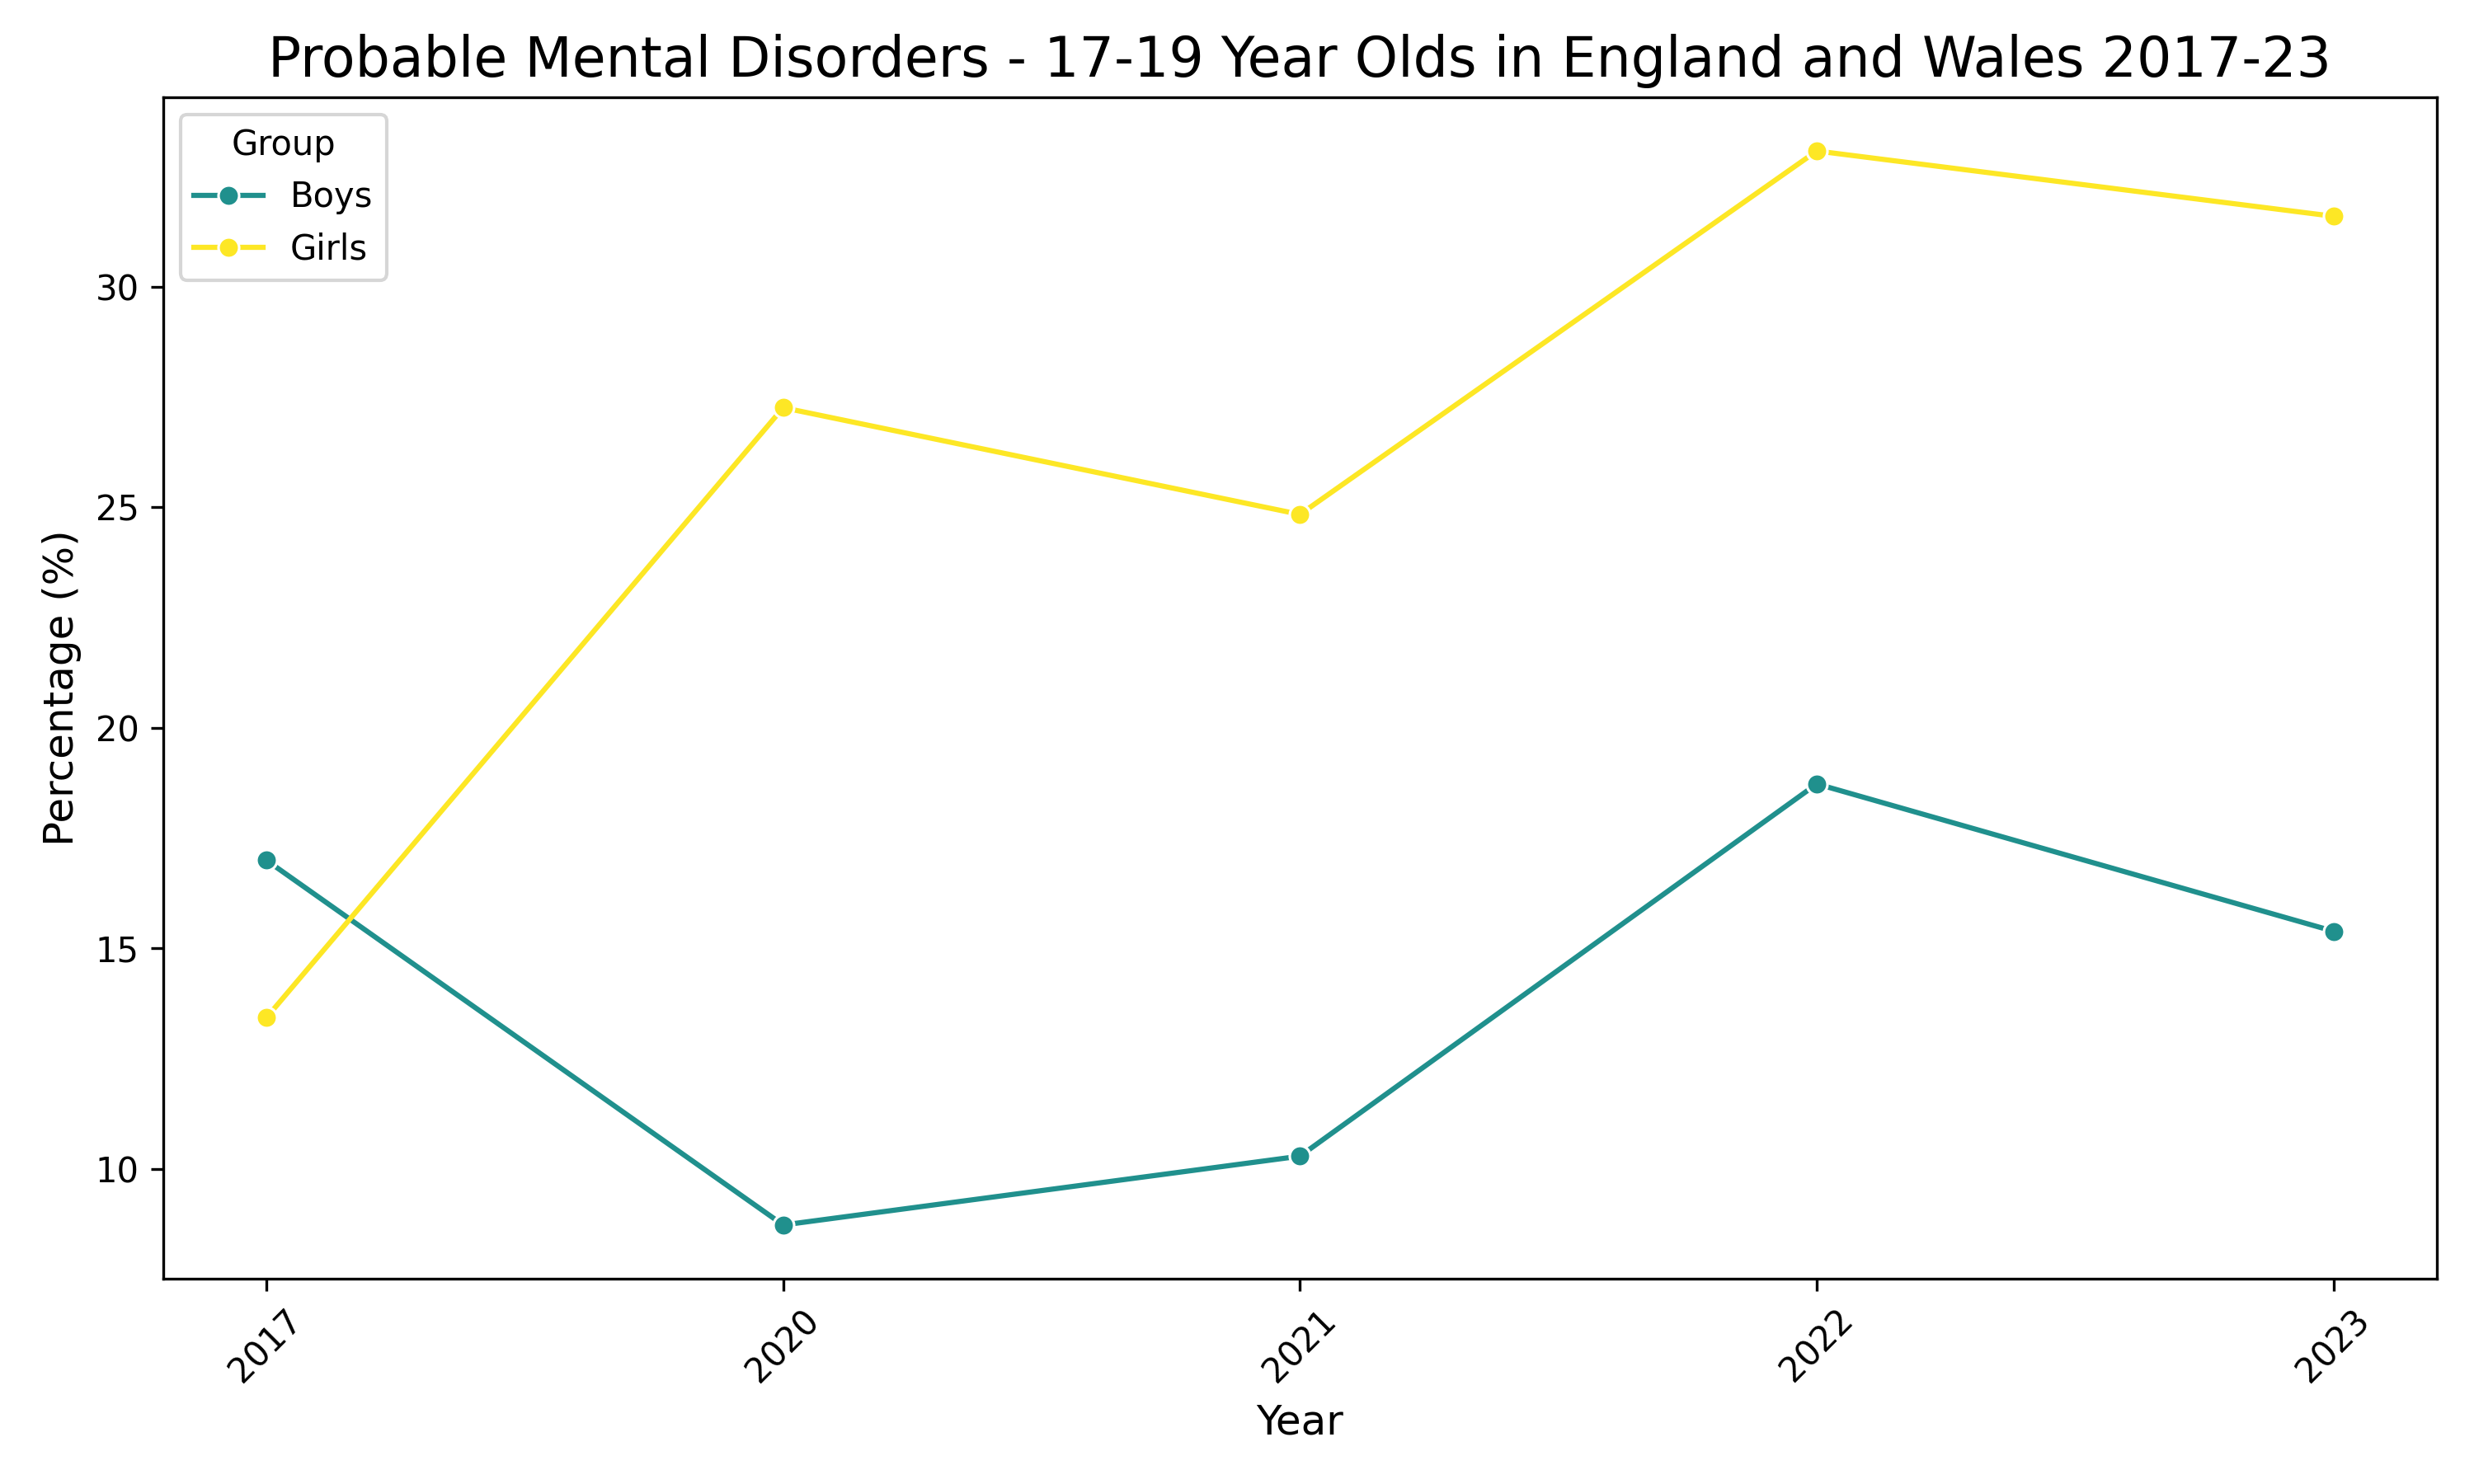 Probable Mental Disorders - 17-19 Year Olds in England and Wales 2017-23
Group
Boys
Girls
30
25
20
15
10
Percentage (%)
2017
2020
2021
2022
2023
Year